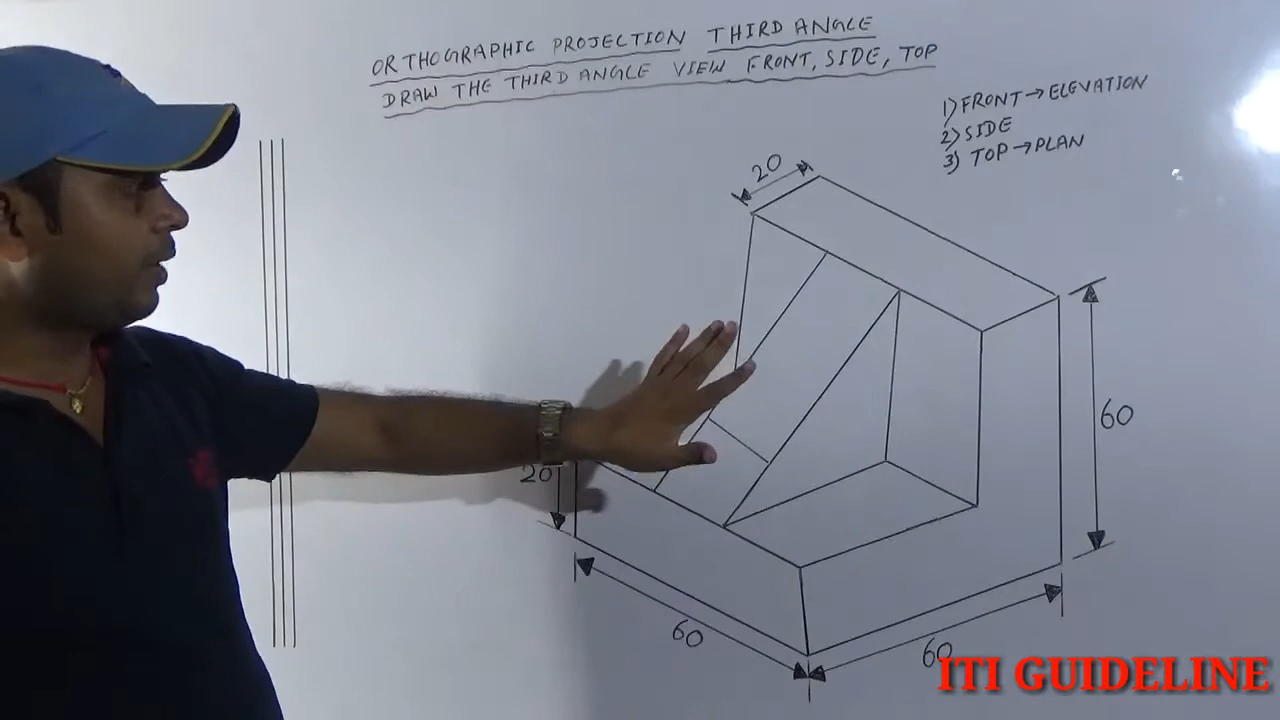 ORTHOGRAPHIC PROJECTION THIRD ANGLE
DRAW THE THIRD ANGLE VIEW FRONT, SIDE, TOP
1) FRONT → ELEVATION
2) SIDE
3) TOP → PLAN
20
60
20
60
60
ITI GUIDELINE